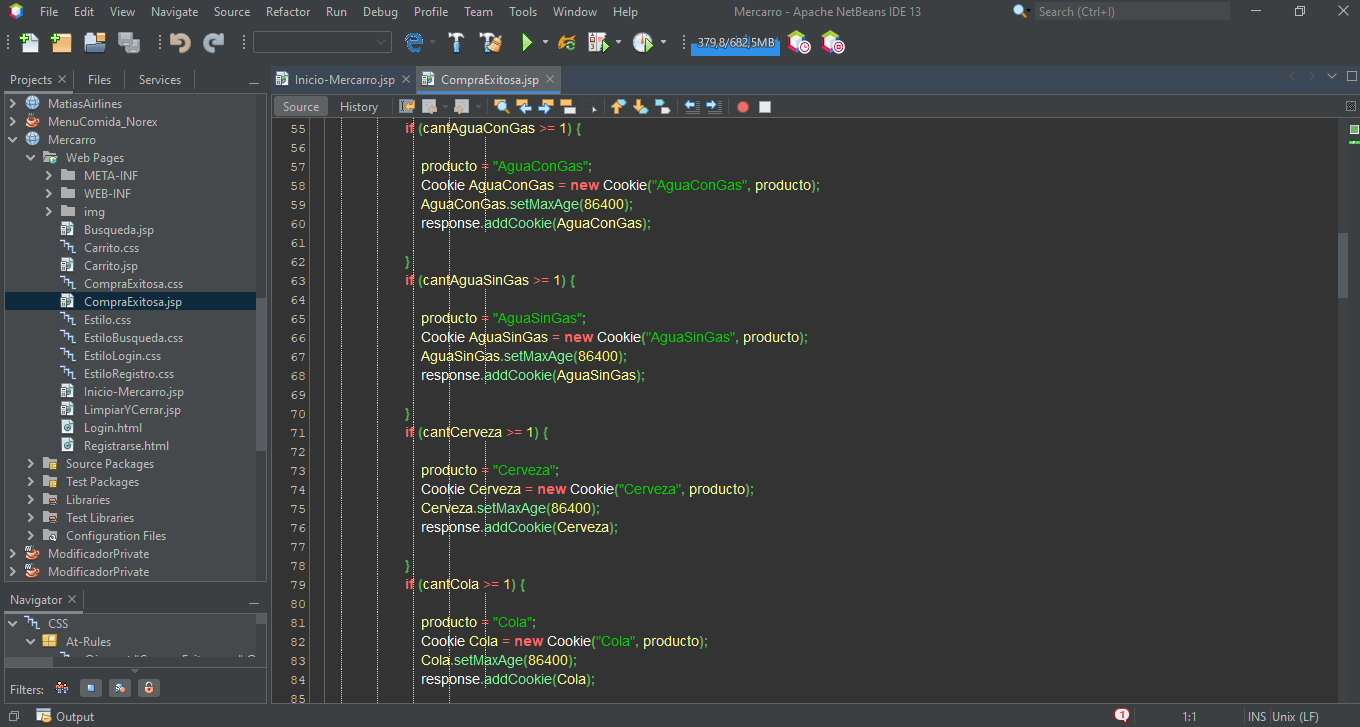 File Edit View Navigate Source Refactor Run Debug Profile Team Tools Window Help Mercarro - Apache NetBeans IDE 13 Search (Ctrl+I)
379,8/682,5MB
Projects Files Services
Inicio-Mercarro.jsp CompraExitosa.jsp
Source History
MatiasAirlines
MenuComida_Norex
Mercarro
Web Pages
META-INF
WEB-INF
img
Busqueda.jsp
Carrito.css
Carrito.jsp
CompraExitosa.css
CompraExitosa.jsp
Estilo.css
EstiloBusqueda.css
EstiloLogin.css
EstiloRegistro.css
Inicio-Mercarro.jsp
LimpiarYCerrar.jsp
Login.html
Registrarse.html
Source Packages
Test Packages
Libraries
Test Libraries
Configuration Files
ModificadorPrivate
ModificadorPrivate
Navigator
CSS
At-Rules
Filters:
55 if (cantAguaConGas >= 1) {
56
57 producto = "AguaConGas";
58 Cookie AguaConGas = new Cookie("AguaConGas", producto);
59 AguaConGas.setMaxAge(86400);
60 response.addCookie(AguaConGas);
61
62 }
63 if (cantAguaSinGas >= 1) {
64
65 producto = "AguaSinGas";
66 Cookie AguaSinGas = new Cookie("AguaSinGas", producto);
67 AguaSinGas.setMaxAge(86400);
68 response.addCookie(AguaSinGas);
69
70 }
71 if (cantCerveza >= 1) {
72
73 producto = "Cerveza";
74 Cookie Cerveza = new Cookie("Cerveza", producto);
75 Cerveza.setMaxAge(86400);
76 response.addCookie(Cerveza);
77
78 }
79 if (cantCola >= 1) {
80
81 producto = "Cola";
82 Cookie Cola = new Cookie("Cola", producto);
83 Cola.setMaxAge(86400);
84 response.addCookie(Cola);
85
Output 1 1:1 INS Unix (LF)